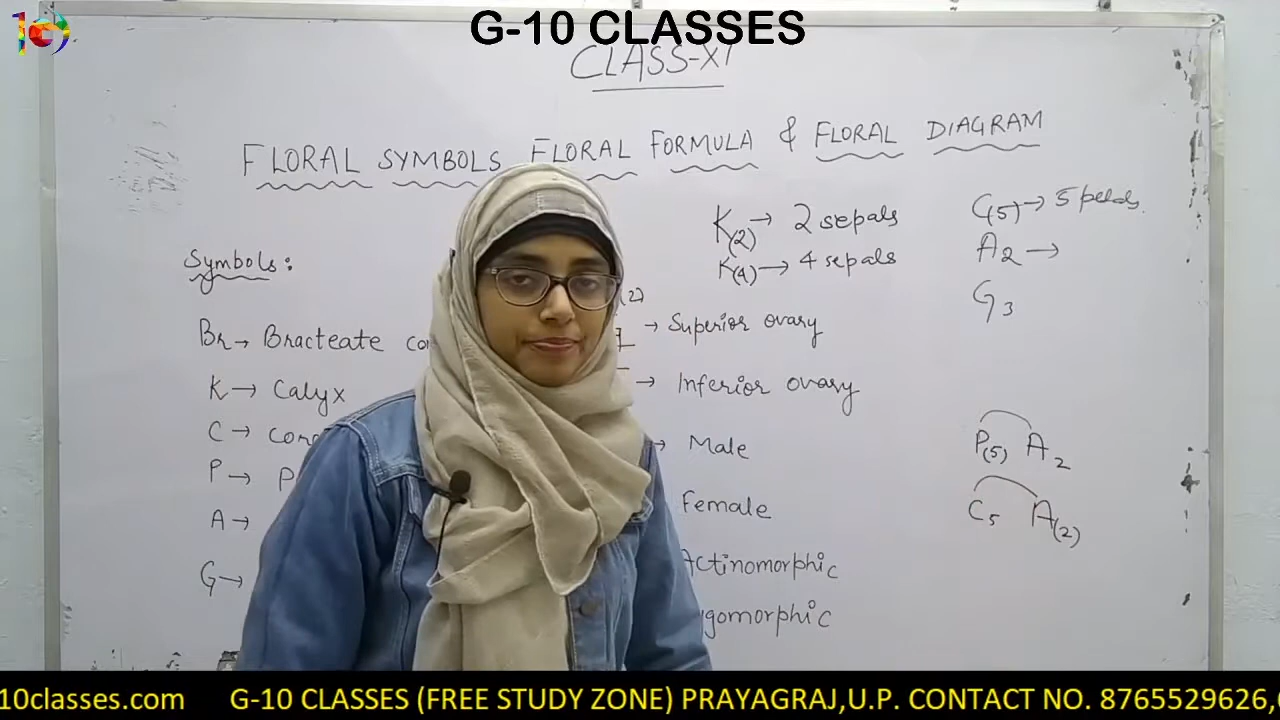 G-10 CLASSES
CLASS-XI
FLORAL SYMBOLS FLORAL FORMULA & FLORAL DIAGRAM
Symbols:
Br→ Bracteate
K→ Calyx
C→
P→ P
A→
G→
K(2)→ 2 sepals
K(4)→ 4 sepals
(2)
→ Superior ovary
→ Inferior ovary
Male
Female
Actinomorphic
ygomorphic
C(5)→ 5 petals.
A2→
G3
P(5) A2
C5 A(2)
10classes.com G-10 CLASSES (FREE STUDY ZONE) PRAYAGRAJ,U.P. CONTACT NO. 8765529626,